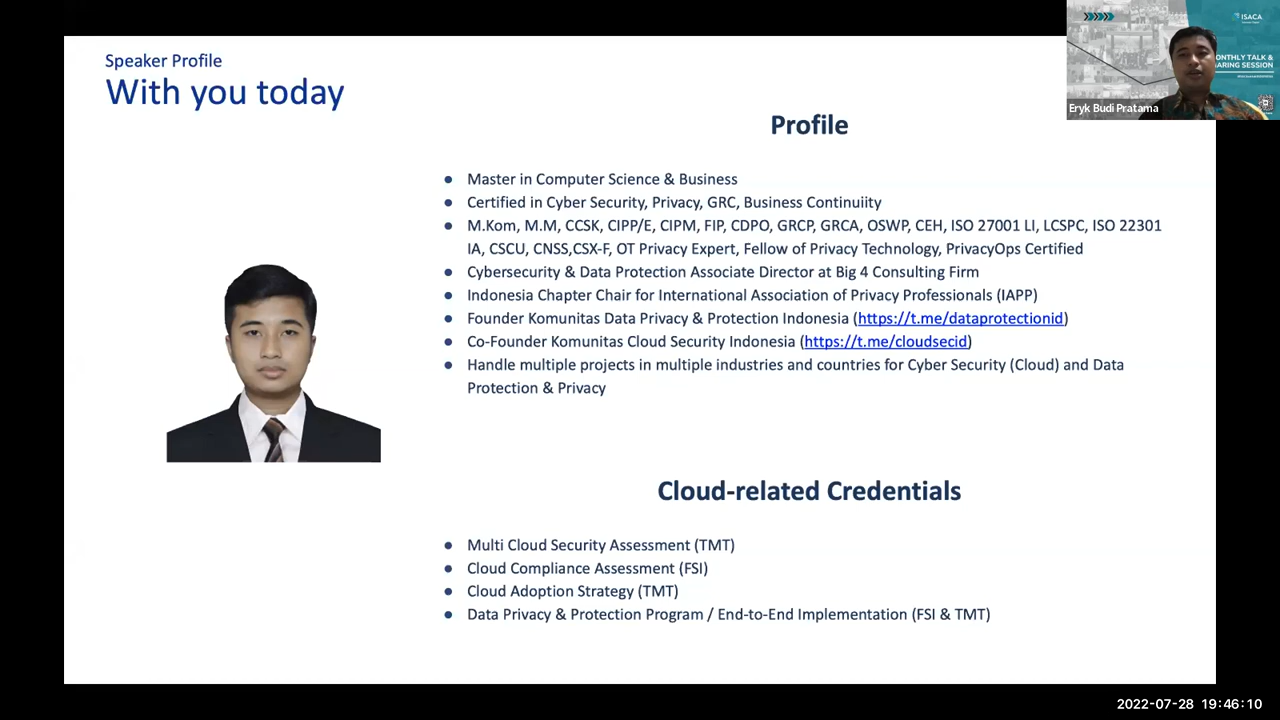 Speaker Profile
With you today
ISACA
ONTHLY TALK &
ARING SESSION
Eryk Budi Pratama
Profile
● Master in Computer Science & Business
● Certified in Cyber Security, Privacy, GRC, Business Continuiity
● M.Kom, M.M, CCSK, CIPP/E, CIPM, FIP, CDPO, GRCP, GRCA, OSWP, CEH, ISO 27001 LI, LCSPC, ISO 22301
IA, CSCU, CNSS,CSX-F, OT Privacy Expert, Fellow of Privacy Technology, PrivacyOps Certified
● Cybersecurity & Data Protection Associate Director at Big 4 Consulting Firm
● Indonesia Chapter Chair for International Association of Privacy Professionals (IAPP)
● Founder Komunitas Data Privacy & Protection Indonesia (https://t.me/dataprotectionid)
● Co-Founder Komunitas Cloud Security Indonesia (https://t.me/cloudsecid)
● Handle multiple projects in multiple industries and countries for Cyber Security (Cloud) and Data
Protection & Privacy
Cloud-related Credentials
● Multi Cloud Security Assessment (TMT)
● Cloud Compliance Assessment (FSI)
● Cloud Adoption Strategy (TMT)
● Data Privacy & Protection Program / End-to-End Implementation (FSI & TMT)
2022-07-28 19:46:10